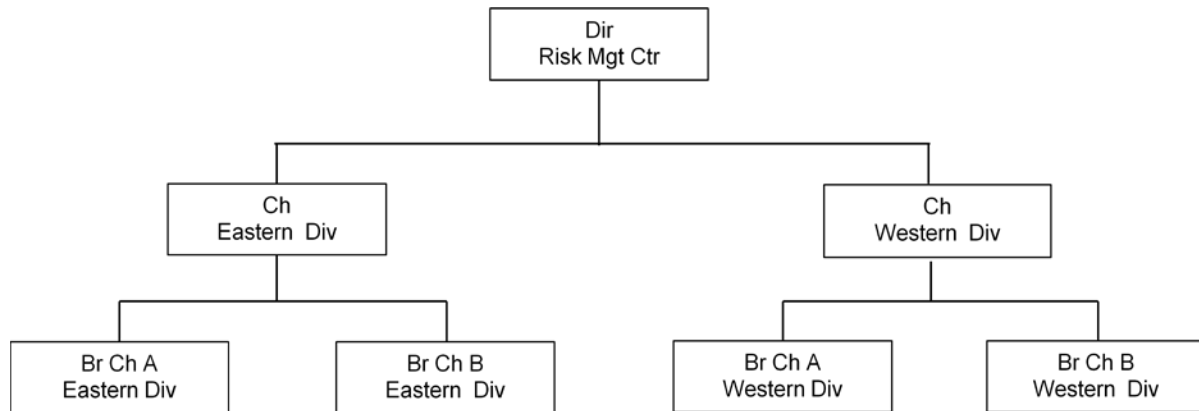 Dir
Risk Mgt Ctr
Ch
Eastern Div
Ch
Western Div
Br Ch A
Eastern Div
Br Ch B
Eastern Div
Br Ch A
Western Div
Br Ch B
Western Div